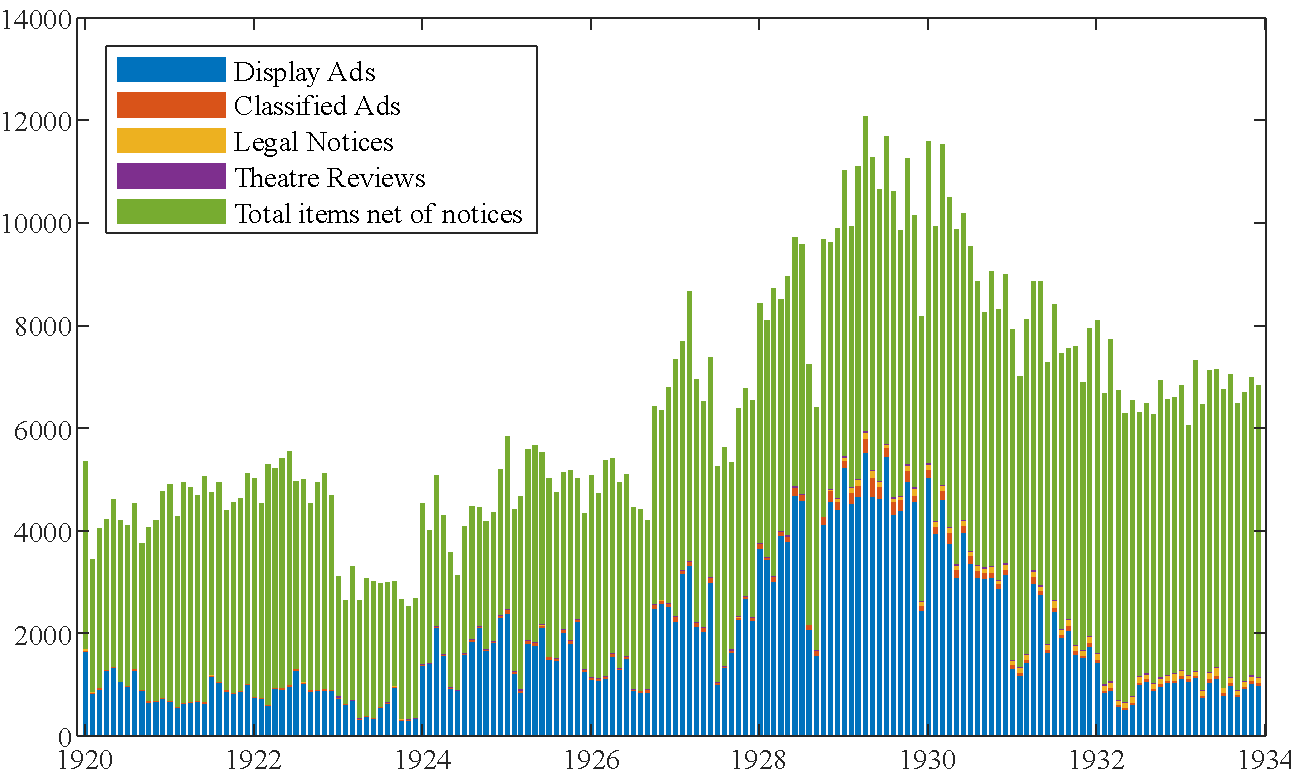 14000
12000
10000
8000
6000
4000
2000
0
Display Ads
Classified Ads
Legal Notices
Theatre Reviews
Total items net of notices
1920 1922 1924 1926 1928 1930 1932 1934